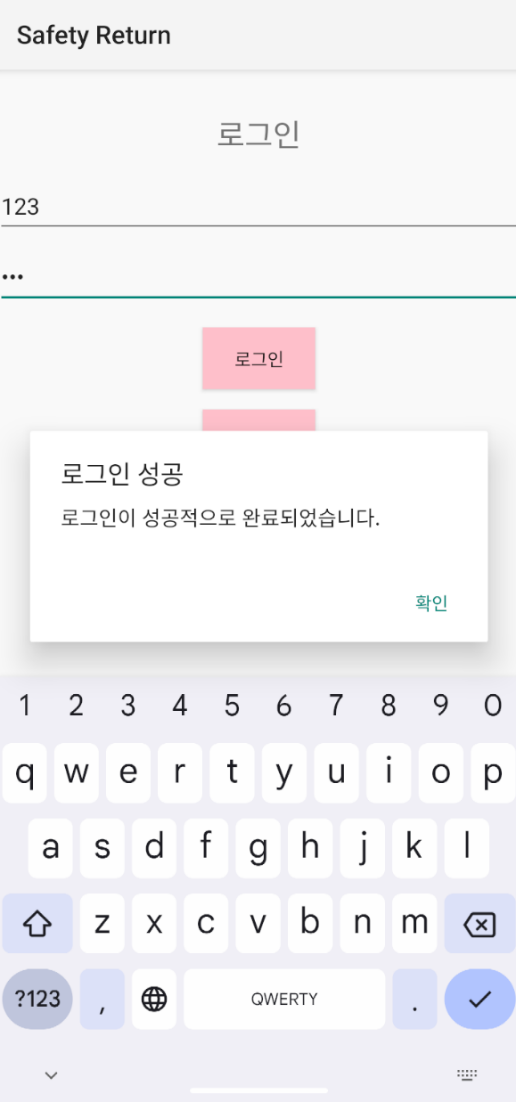 Safety Return
로그인
123
•••
로그인
로그인 성공
로그인이 성공적으로 완료되었습니다.
확인
1 2 3 4 5 6 7 8 9 0
q w e r t y u i o p
a s d f g h j k l
z x c v b n m
?123 , QWERTY .